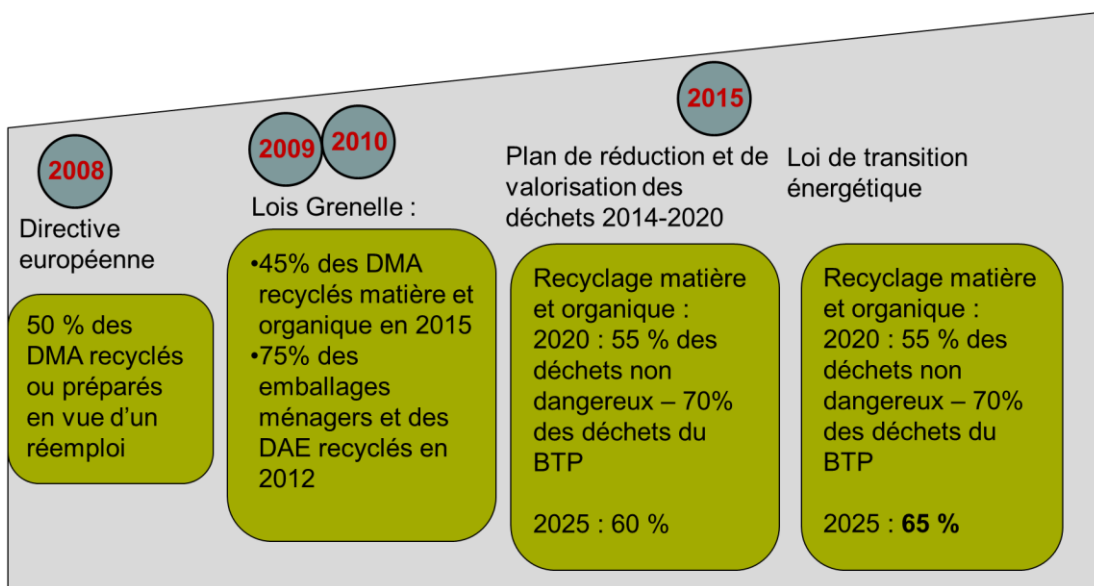 2008
Directive
européenne
50 % des
DMA recyclés
ou préparés
en vue d’un
réemploi
2009
2010
Lois Grenelle :
•45% des DMA
recyclés matière et
organique en 2015
•75% des
emballages
ménagers et des
DAE recyclés en
2012
2015
Plan de réduction et de
valorisation des
déchets 2014-2020
Recyclage matière
et organique :
2020 : 55 % des
déchets non
dangereux – 70%
des déchets du
BTP
2025 : 60 %
Loi de transition
énergétique
Recyclage matière
et organique :
2020 : 55 % des
déchets non
dangereux – 70%
des déchets du
BTP
2025 : 65 %